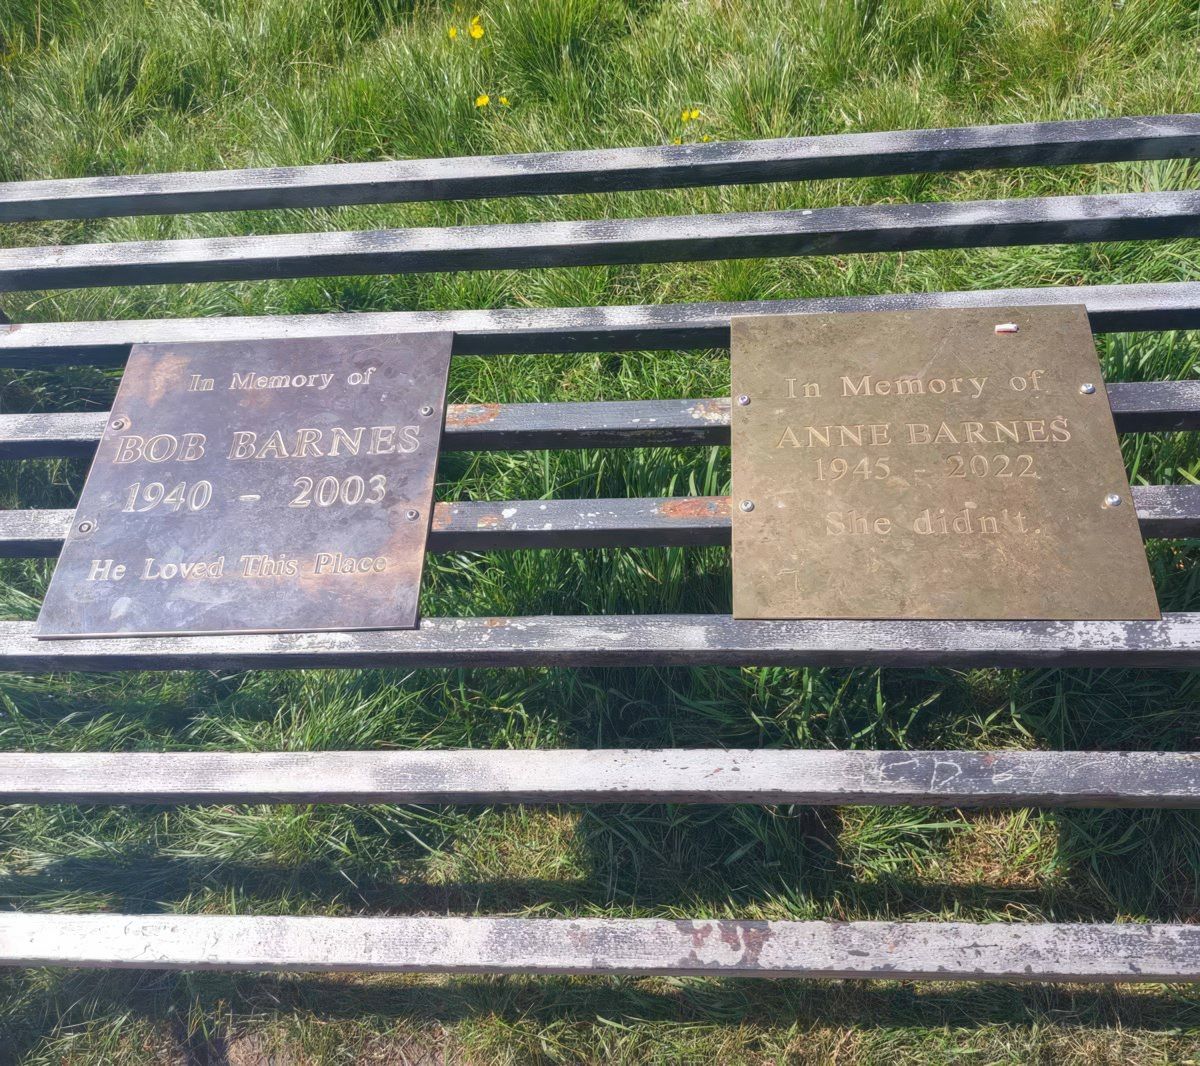 In Memory of
BOB BARNES
1940 - 2003
He Loved This Place
In Memory of
ANNE BARNES
1945 - 2022
She didn't.